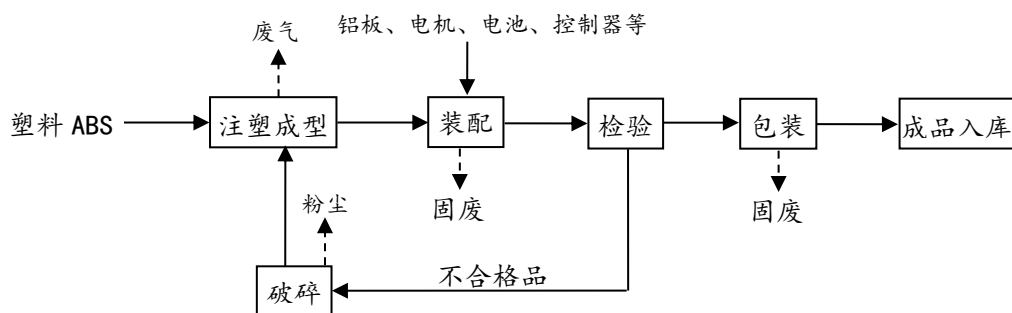 废气
铝板、电机、电池、控制器等
塑料 ABS
注塑成型
装配
检验
包装
成品入库
粉尘
固废
固废
破碎
不合格品